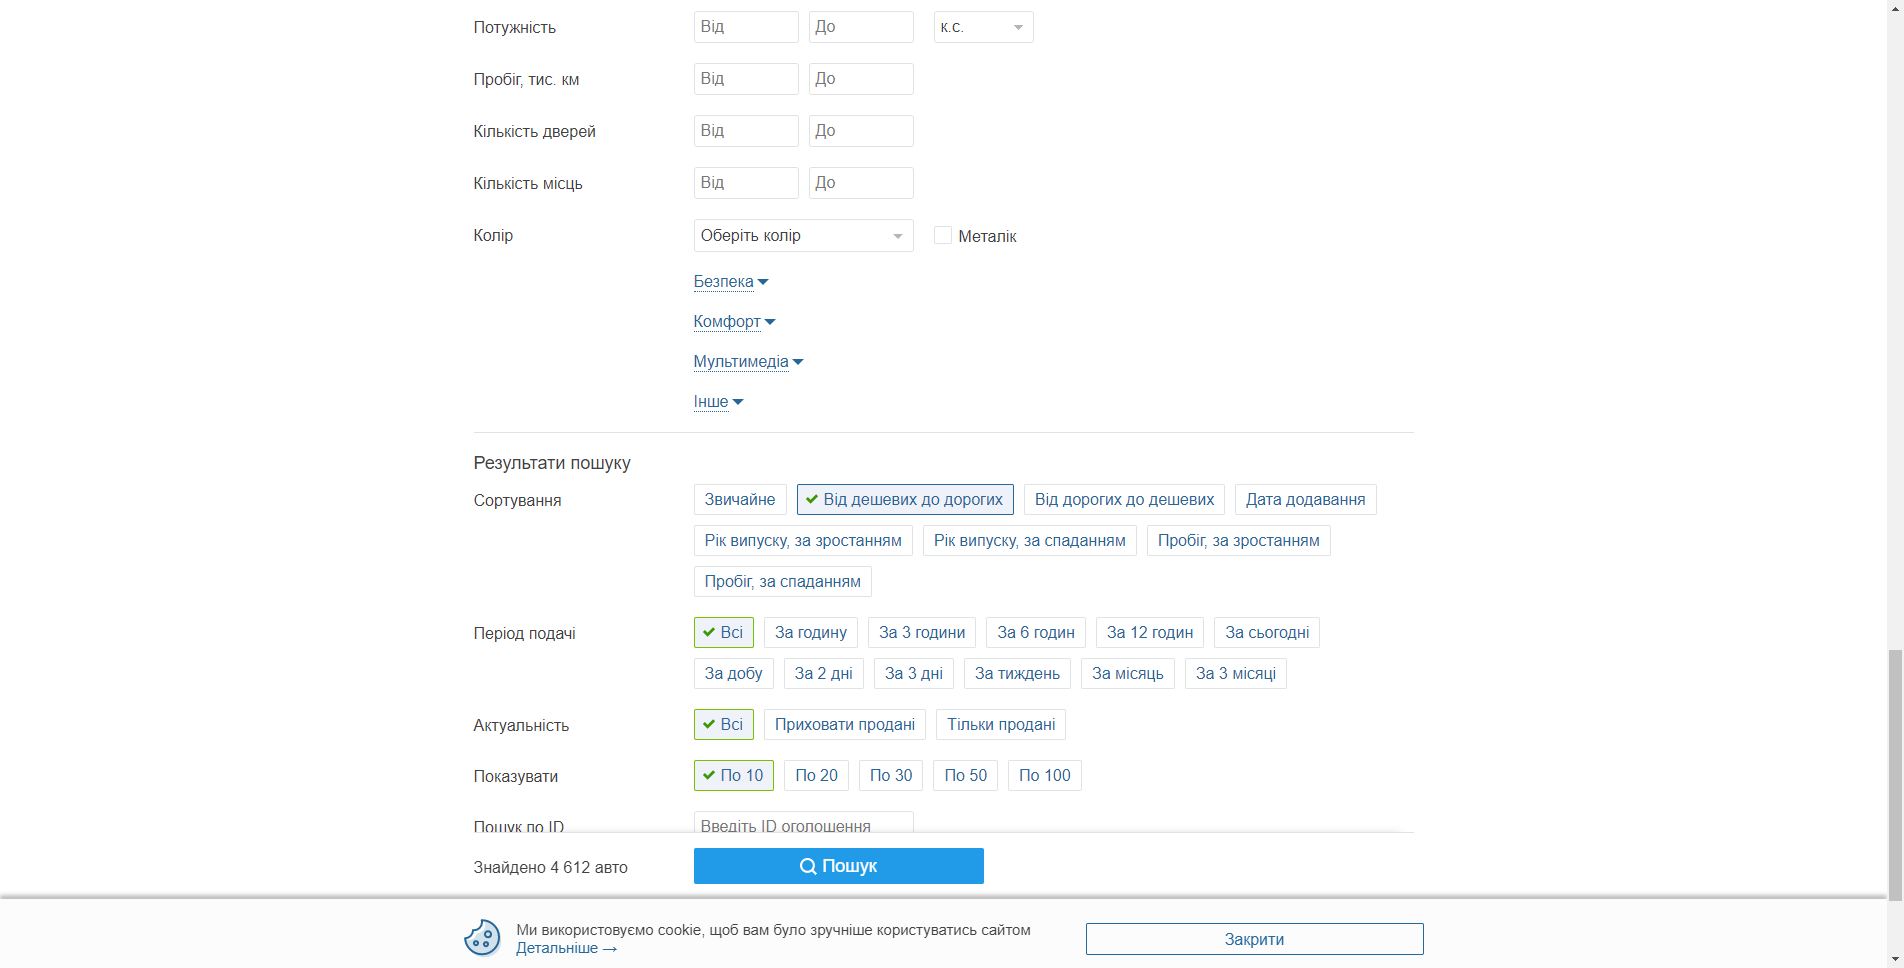 Потужність Від До к.с.
Пробіг, тис. км Від До
Кількість дверей Від До
Кількість місць Від До
Колір Оберіть колір Металік
Безпека
Комфорт
Мультимедіа
Інше
Результати пошуку
Сортування Звичайне Від дешевих до дорогих Від дорогих до дешевих Дата додавання
Рік випуску, за зростанням Рік випуску, за спаданням Пробіг, за зростанням
Пробіг, за спаданням
Період подачі Всі За годину За 3 години За 6 годин За 12 годин За сьогодні
За добу За 2 дні За 3 дні За тиждень За місяць За 3 місяці
Актуальність Всі Приховати продані Тільки продані
Показувати По 10 По 20 По 30 По 50 По 100
Пошук по ID Введіть ID оголошення
Знайдено 4 612 авто Пошук
Ми використовуємо cookie, щоб вам було зручніше користуватись сайтом
Детальніше →
Закрити